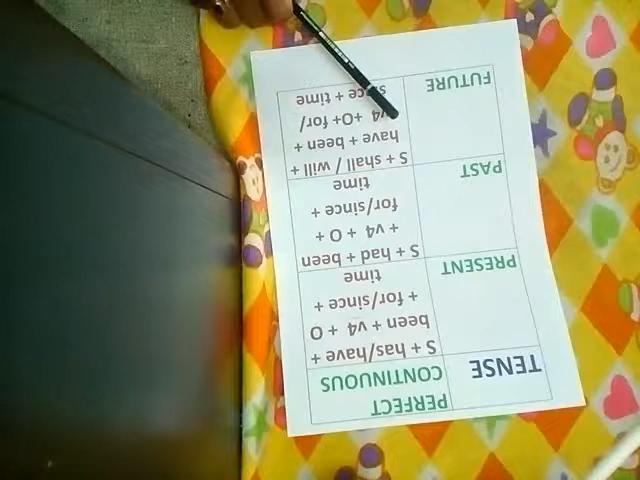 TENSE
PERFECT
CONTINUOUS
PRESENT
S + has/have +
been + v4 + O
+ for/since +
time
PAST
S + had + been
+ v4 + O +
for/since +
time
FUTURE
S + shall / will +
have + been +
v4 +O+ for/
since + time